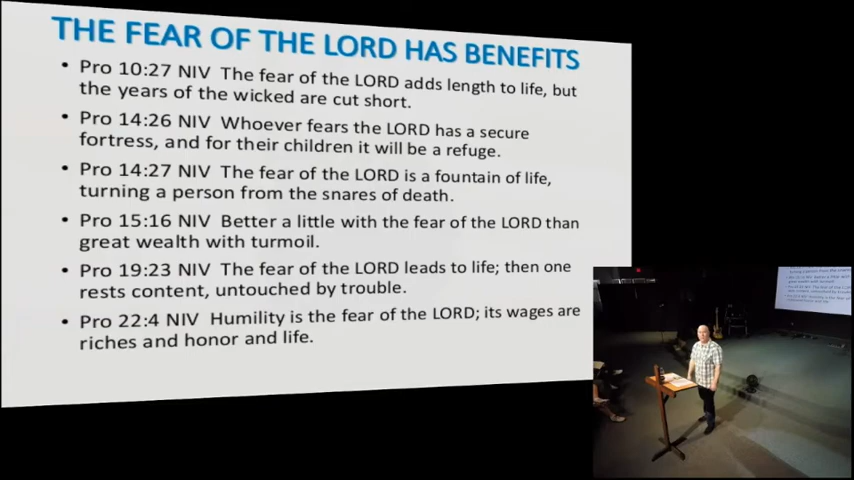 THE FEAR OF THE LORD HAS BENEFITS
• Pro 10:27 NIV The fear of the LORD adds length to life, but
the years of the wicked are cut short.
• Pro 14:26 NIV Whoever fears the LORD has a secure
fortress, and for their children it will be a refuge.
• Pro 14:27 NIV The fear of the LORD is a fountain of life,
turning a person from the snares of death.
• Pro 15:16 NIV Better a little with the fear of the LORD than
great wealth with turmoil.
• Pro 19:23 NIV The fear of the LORD leads to life; then one
rests content, untouched by trouble.
• Pro 22:4 NIV Humility is the fear of the LORD; its wages are
riches and honor and life.